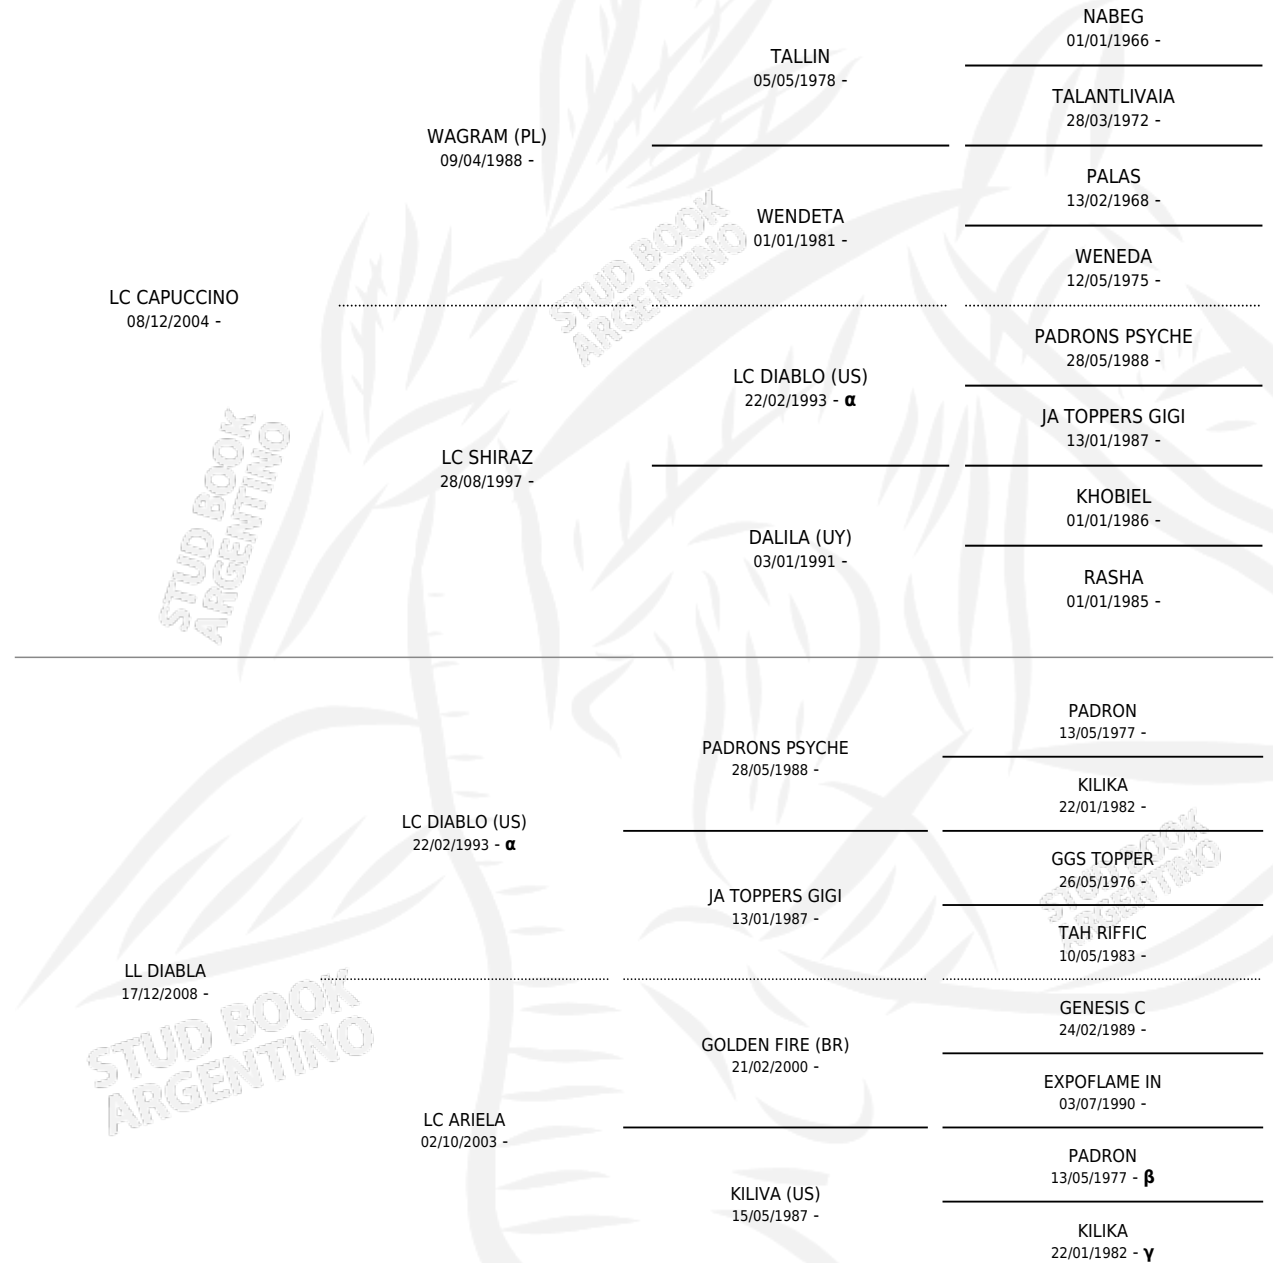 NABEG
01/01/1966 -
TALLIN
05/05/1978 -
TALANTLIVAIA
28/03/1972 -
WAGRAM (PL)
09/04/1988 -
PALAS
13/02/1968 -
WENDETA
01/01/1981 -
WENEDA
12/05/1975 -
LC CAPUCCINO
08/12/2004 -
PADRONS PSYCHE
28/05/1988 -
LC DIABLO (US)
22/02/1993 - α
JA TOPPERS GIGI
13/01/1987 -
LC SHIRAZ
28/08/1997 -
KHOBIEL
01/01/1986 -
DALILA (UY)
03/01/1991 -
RASHA
01/01/1985 -
PADRON
13/05/1977 -
PADRONS PSYCHE
28/05/1988 -
KILIKA
22/01/1982 -
LC DIABLO (US)
22/02/1993 - α
GGS TOPPER
26/05/1976 -
JA TOPPERS GIGI
13/01/1987 -
TAH RIFFIC
10/05/1983 -
LL DIABLA
17/12/2008 -
GENESIS C
24/02/1989 -
GOLDEN FIRE (BR)
21/02/2000 -
EXPOFLAME IN
03/07/1990 -
LC ARIELA
02/10/2003 -
PADRON
13/05/1977 - β
KILIVA (US)
15/05/1987 -
KILIKA
22/01/1982 - γ
STUD BOOK
ARGENTINO
STUD BOOK
ARGENTINO
STUD BOOK
ARGENTINO
STUD BOOK
ARGENTINO